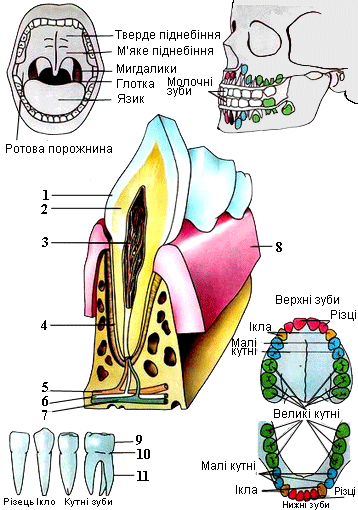 Тверде піднебіння
М'яке піднебіння
Мигдалики
Глотка
Язик
Ротова порожнина
Молочні
зуби
1
2
3
4
5
6
7
8
Верхні зуби
Різці
Ікла
Малі
кутні
Великі кутні
Малі кутні
Ікла
Різці
Нижні зуби
9
10
11
Різець Ікло Кутні зуби